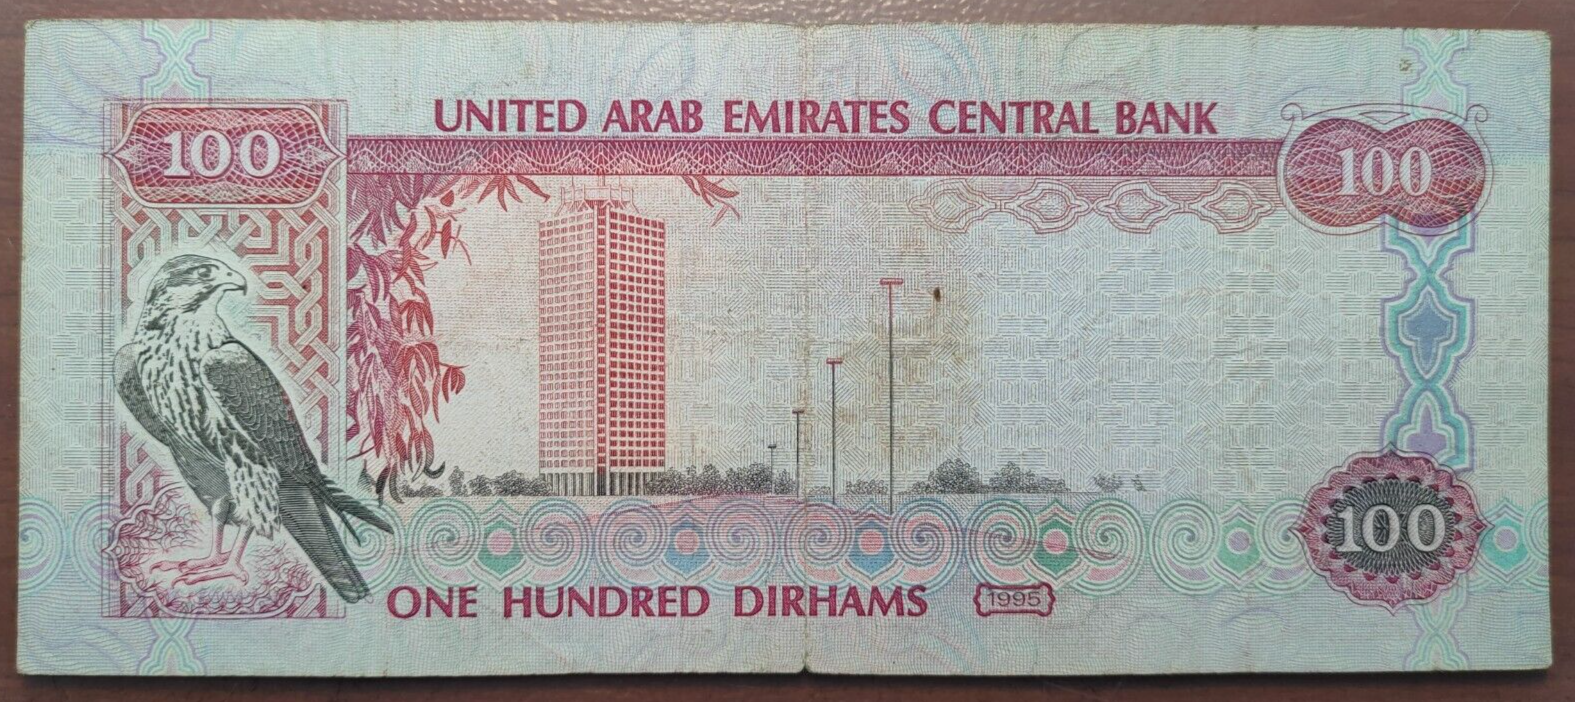 UNITED ARAB EMIRATES CENTRAL BANK
100
100
100
ONE HUNDRED DIRHAMS
1995